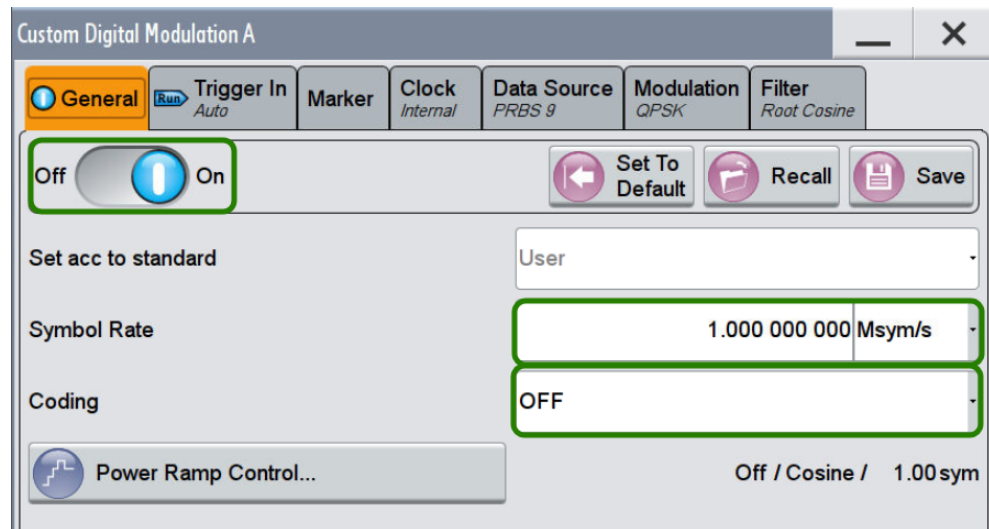 Custom Digital Modulation A
General
Run Trigger In
Auto
Marker
Clock
Internal
Data Source
PRBS 9
Modulation
QPSK
Filter
Root Cosine
Off On
Set To
Default
Recall
Save
Set acc to standard User
Symbol Rate 1.000 000 000 Msym/s
Coding OFF
Power Ramp Control... Off / Cosine / 1.00 sym